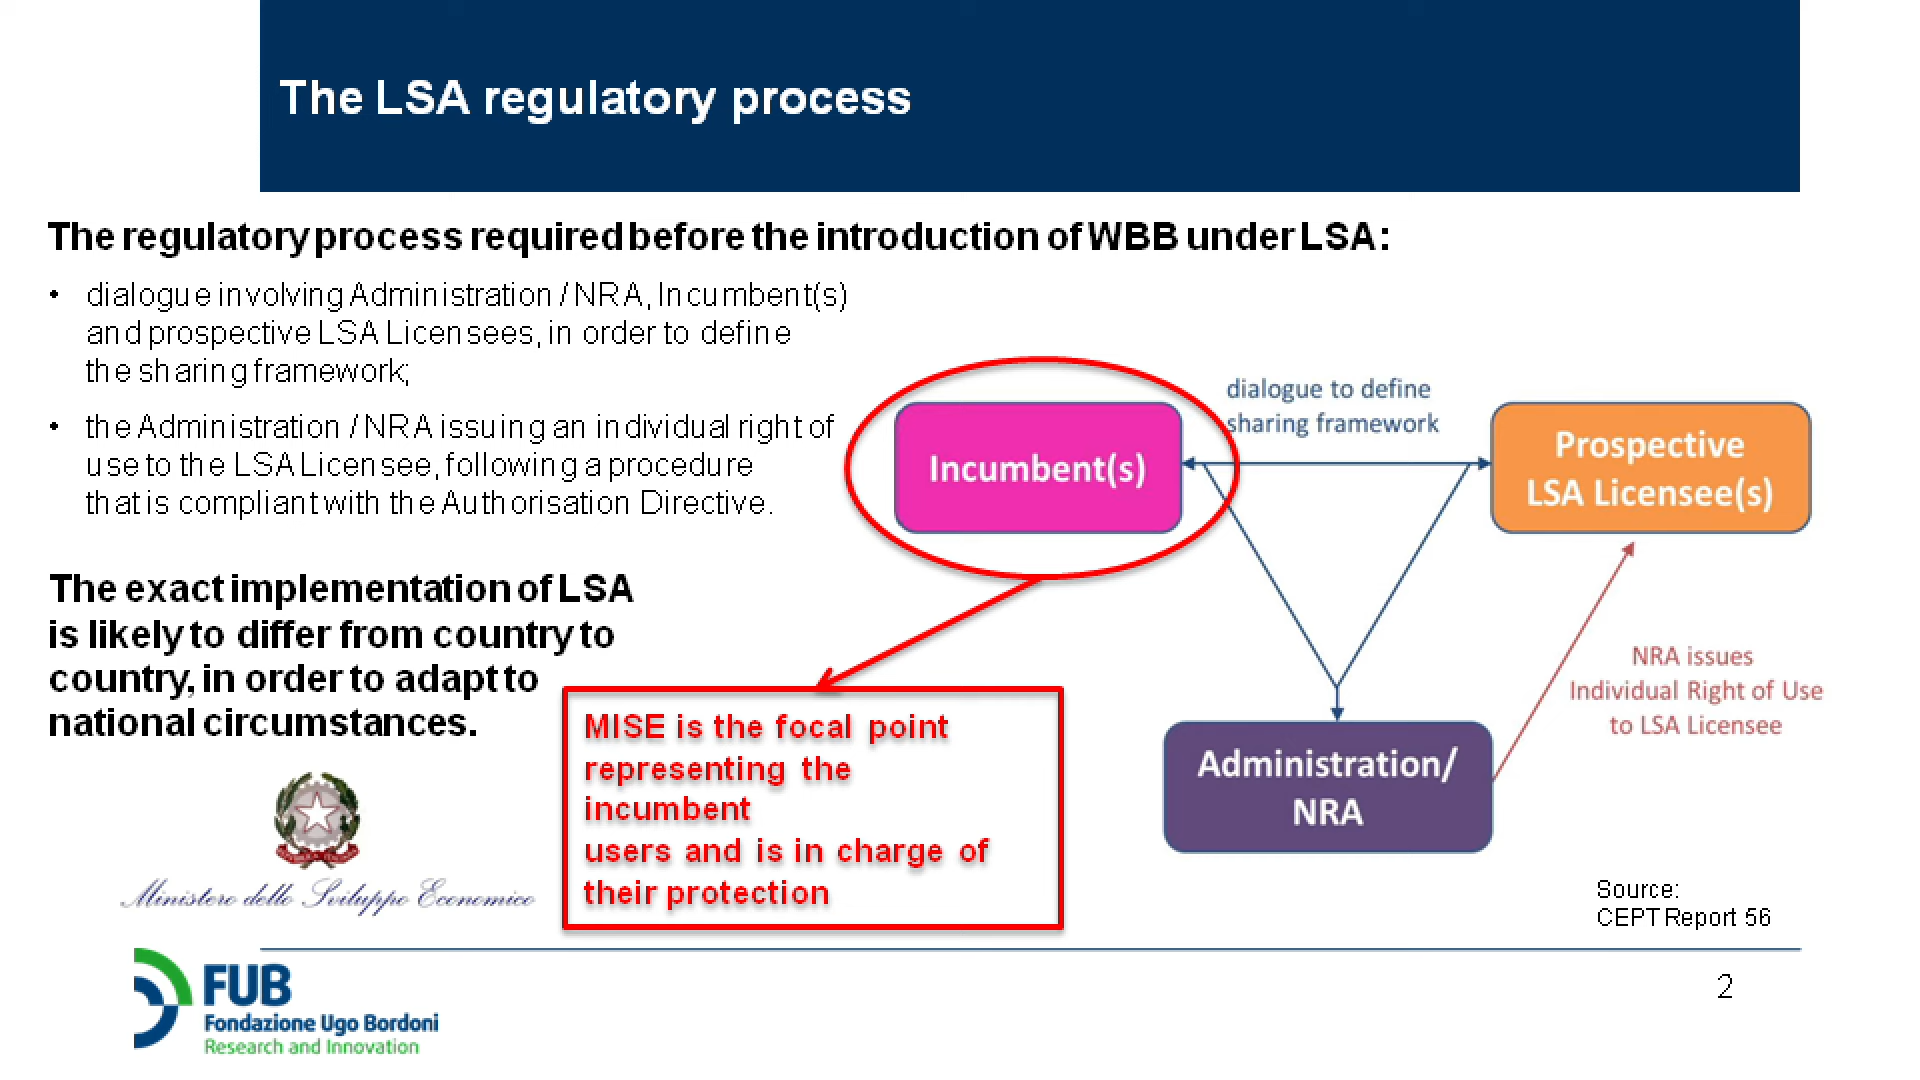 The LSA regulatory process
The regulatory process required before the introduction of WBB under LSA:
• dialogue involving Administration / NRA, Incumbent(s)
and prospective LSA Licensees, in order to define
the sharing framework;
• the Administration / NRA issuing an individual right of
use to the LSA Licensee, following a procedure
that is compliant with the Authorisation Directive.
The exact implementation of LSA
is likely to differ from country to
country, in order to adapt to
national circumstances.
Incumbent(s)
dialogue to define
sharing framework
Prospective
LSA Licensee(s)
NRA issues
Individual Right of Use
to LSA Licensee
Administration/
NRA
MISE is the focal point
representing the
incumbent
users and is in charge of
their protection
Ministero dello Sviluppo Economico
Source:
CEPT Report 56
FUB
Fondazione Ugo Bordoni
Research and Innovation
2